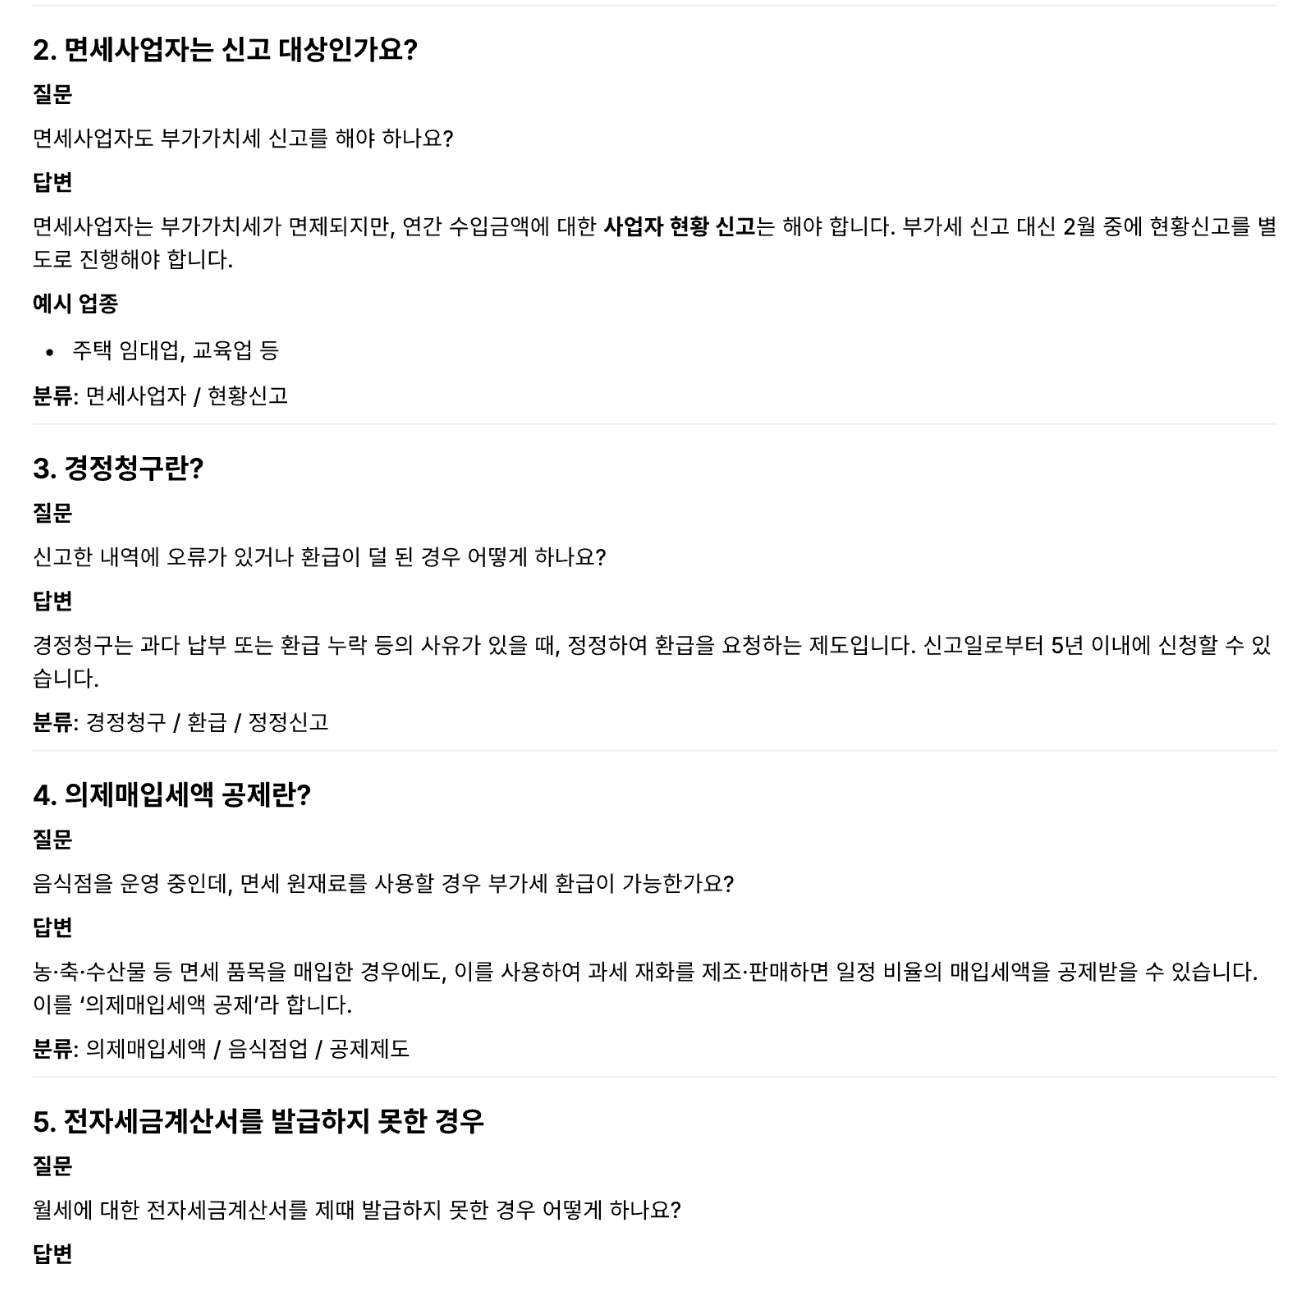 2. 면세사업자는 신고 대상인가요?
질문
면세사업자도 부가가치세 신고를 해야 하나요?
답변
면세사업자는 부가가치세가 면제되지만, 연간 수입금액에 대한 사업자 현황 신고는 해야 합니다. 부가세 신고 대신 2월 중에 현황신고를 별
도로 진행해야 합니다.
예시 업종
• 주택 임대업, 교육업 등
분류: 면세사업자 / 현황신고
3. 경정청구란?
질문
신고한 내역에 오류가 있거나 환급이 덜 된 경우 어떻게 하나요?
답변
경정청구는 과다 납부 또는 환급 누락 등의 사유가 있을 때, 정정하여 환급을 요청하는 제도입니다. 신고일로부터 5년 이내에 신청할 수 있
습니다.
분류: 경정청구 / 환급 / 정정신고
4. 의제매입세액 공제란?
질문
음식점을 운영 중인데, 면세 원재료를 사용할 경우 부가세 환급이 가능한가요?
답변
농·축·수산물 등 면세 품목을 매입한 경우에도, 이를 사용하여 과세 재화를 제조·판매하면 일정 비율의 매입세액을 공제받을 수 있습니다.
이를 ‘의제매입세액 공제’라 합니다.
분류: 의제매입세액 / 음식점업 / 공제제도
5. 전자세금계산서를 발급하지 못한 경우
질문
월세에 대한 전자세금계산서를 제때 발급하지 못한 경우 어떻게 하나요?
답변